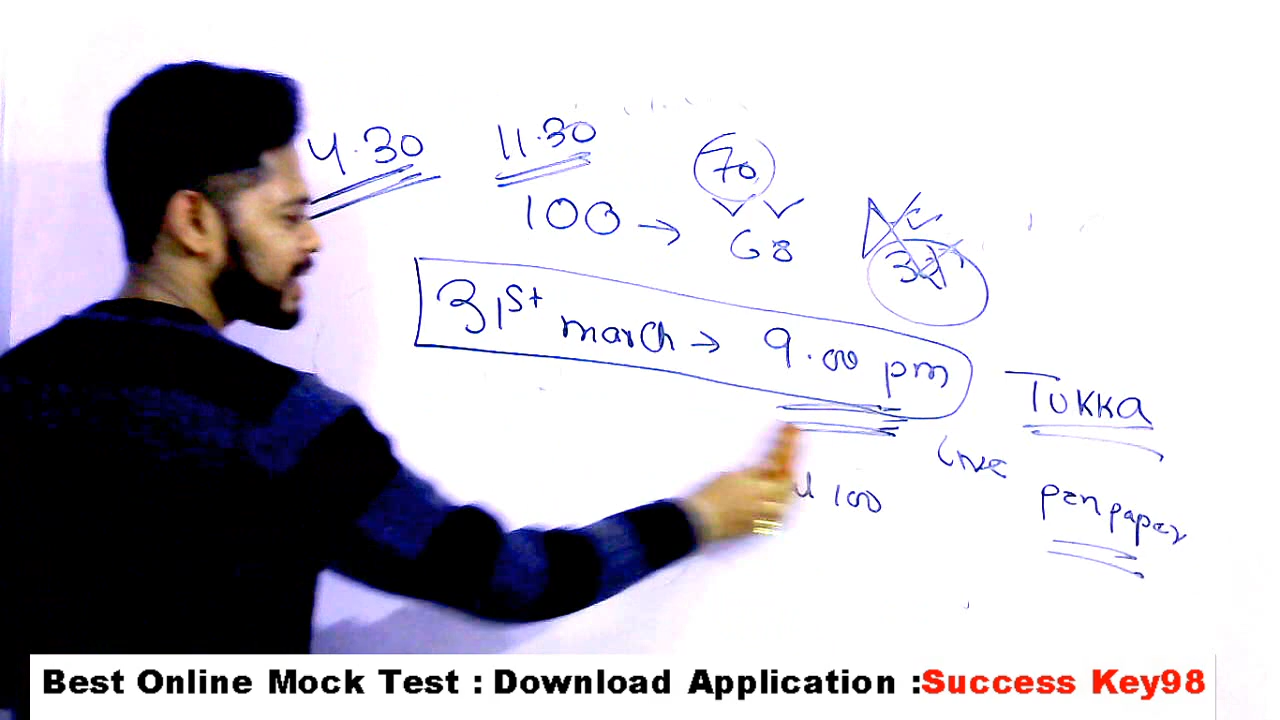 4.30 11.30
70
100 → 68
32
31st march → 9.00 pm
TUKKA
Live
100
pen paper
Best Online Mock Test : Download Application :Success Key98